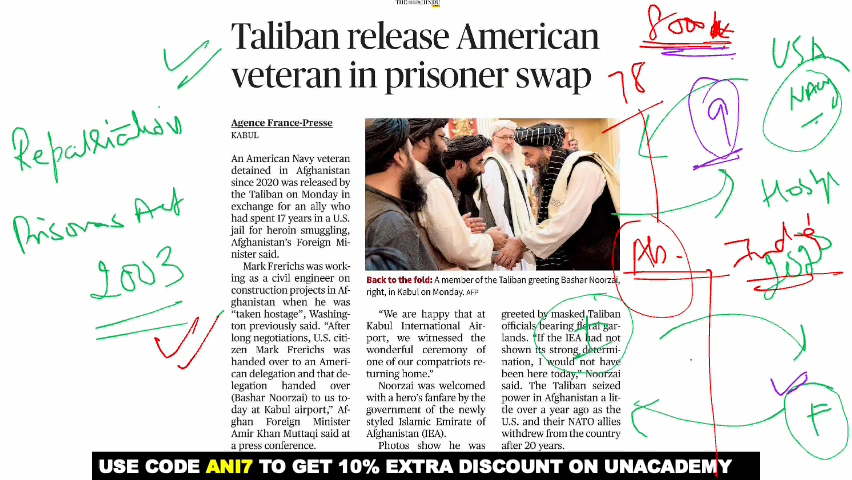 THE HINDU
Taliban release American
veteran in prisoner swap
Agence France-Presse
KABUL
An American Navy veteran
detained in Afghanistan
since 2020 was released by
the Taliban on Monday in
exchange for an ally who
had spent 17 years in a U.S.
jail for heroin smuggling,
Afghanistan's Foreign Mi-
nister said.
Mark Frerichs was work-
ing as a civil engineer on
construction projects in Af-
ghanistan when he was
"taken hostage", Washing-
ton previously said. "After
long negotiations, U.S. citi-
zen Mark Frerichs was
handed over to an Ameri-
can delegation and that de-
legation handed over
(Bashar Noorzai) to us to-
day at Kabul airport," Af-
ghan Foreign Minister
Amir Khan Muttaqi said at
a press conference.
Back to the fold: A member of the Taliban greeting Bashar Noorzai,
right, in Kabul on Monday. AFP
"We are happy that at
Kabul International Air-
port, we witnessed the
wonderful ceremony of
one of our compatriots re-
turning home."
Noorzai was welcomed
with a hero's fanfare by the
government of the newly
styled Islamic Emirate of
Afghanistan (IEA).
Photos show he was
greeted by masked Taliban
officials bearing floral gar-
lands. "If the IEA had not
shown its strong determi-
nation, I would not have
been here today," Noorzai
said. The Taliban seized
power in Afghanistan a lit-
tle over a year ago as the
U.S. and their NATO allies
withdrew from the country
after 20 years.
Repatriation
Prisoners Act
2003
78
9
USA
Navy
Ab.
India
I
F
USE CODE ANI7 TO GET 10% EXTRA DISCOUNT ON UNACADEMY